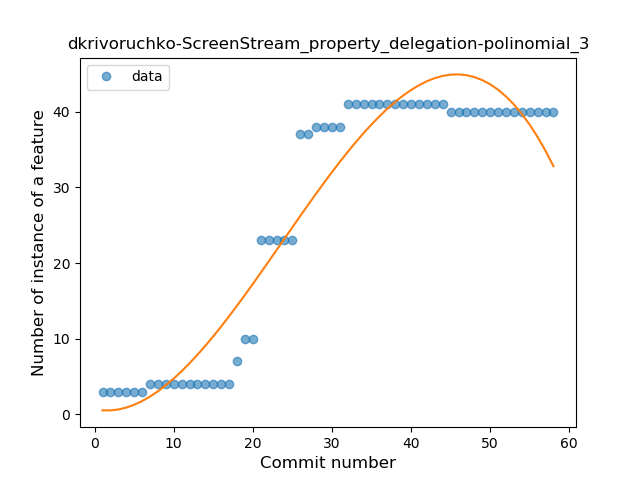 dkrivoruchko-ScreenStream_property_delegation-polinomial_3
data
Number of instance of a feature
40
30
20
10
0
0 10 20 30 40 50 60
Commit number